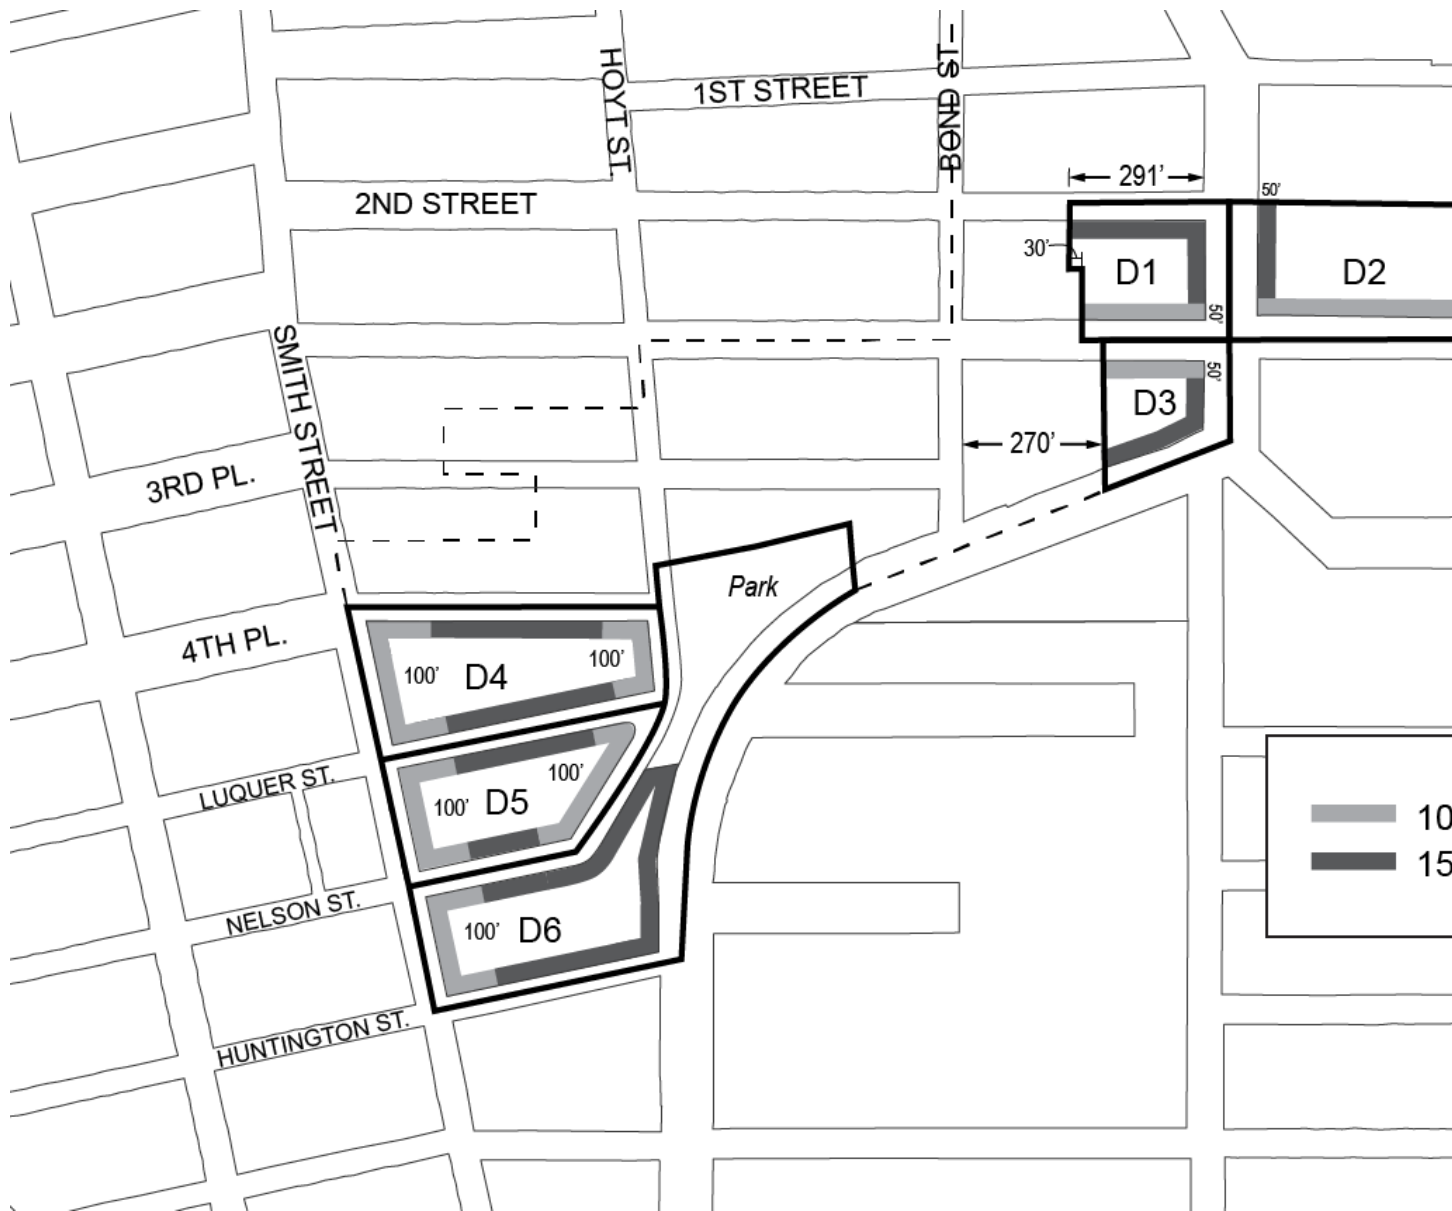 HOYT ST.
1ST STREET
BOND ST.
291’
50’
2ND STREET
30’
D1
D2
50’
SMITH STREET
50’
D3
270’
3RD PL.
Park
4TH PL.
100’
D4
100’
LUQUER ST.
100’
100’
D5
10
15
NELSON ST.
100’
D6
HUNTINGTON ST.